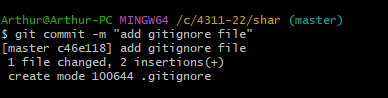 Arthur@Arthur-PC MINGW64 /c/4311-22/shar (master)
$ git commit -m "add gitignore file"
[master c46e118] add gitignore file
 1 file changed, 2 insertions(+)
 create mode 100644 .gitignore